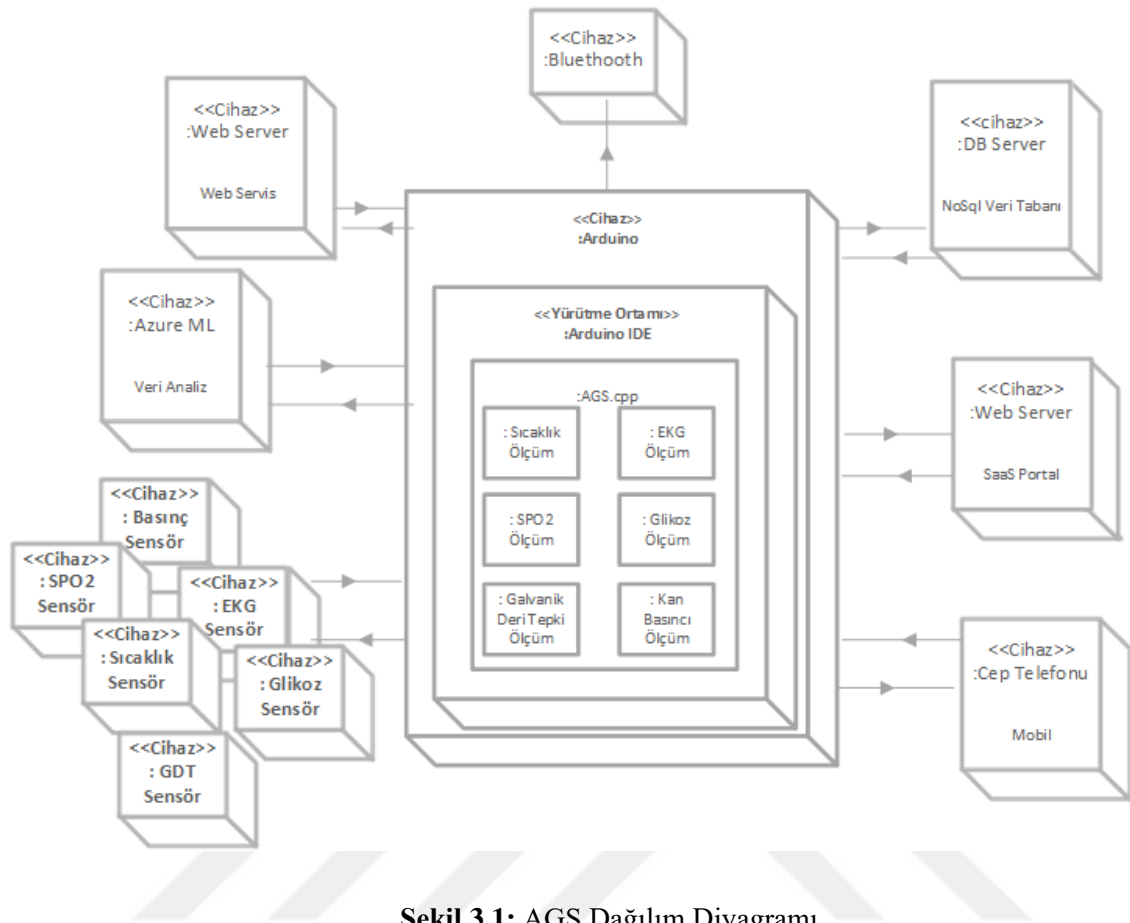 <<Cihaz>>
:Bluethooth
<<Cihaz>>
:Web Server
Web Servis
<<cihaz>>
:DB Server
NoSql Veri Tabanı
<<Cihaz>>
:Arduino
<<Yürütme Ortamı>>
:Arduino IDE
:AGS.cpp
: Sıcaklık
Ölçüm
: EKG
Ölçüm
: SPO2
Ölçüm
: Glikoz
Ölçüm
: Galvanik
Deri Tepki
Ölçüm
: Kan
Basıncı
Ölçüm
<<Cihaz>>
:Azure ML
Veri Analiz
<<Cihaz>>
:Web Server
SaaS Portal
<<Cihaz>>
: Basınç
Sensör
<<Cihaz>>
: SPO2
Sensör
<<Cihaz>>
: EKG
Sensör
<<Cihaz>>
: Sıcaklık
Sensör
<<Cihaz>>
: Glikoz
Sensör
<<Cihaz>>
: GDT
Sensör
<<Cihaz>>
:Cep Telefonu
Mobil
Şekil 3.1: AGS Dağılım Diyagramı